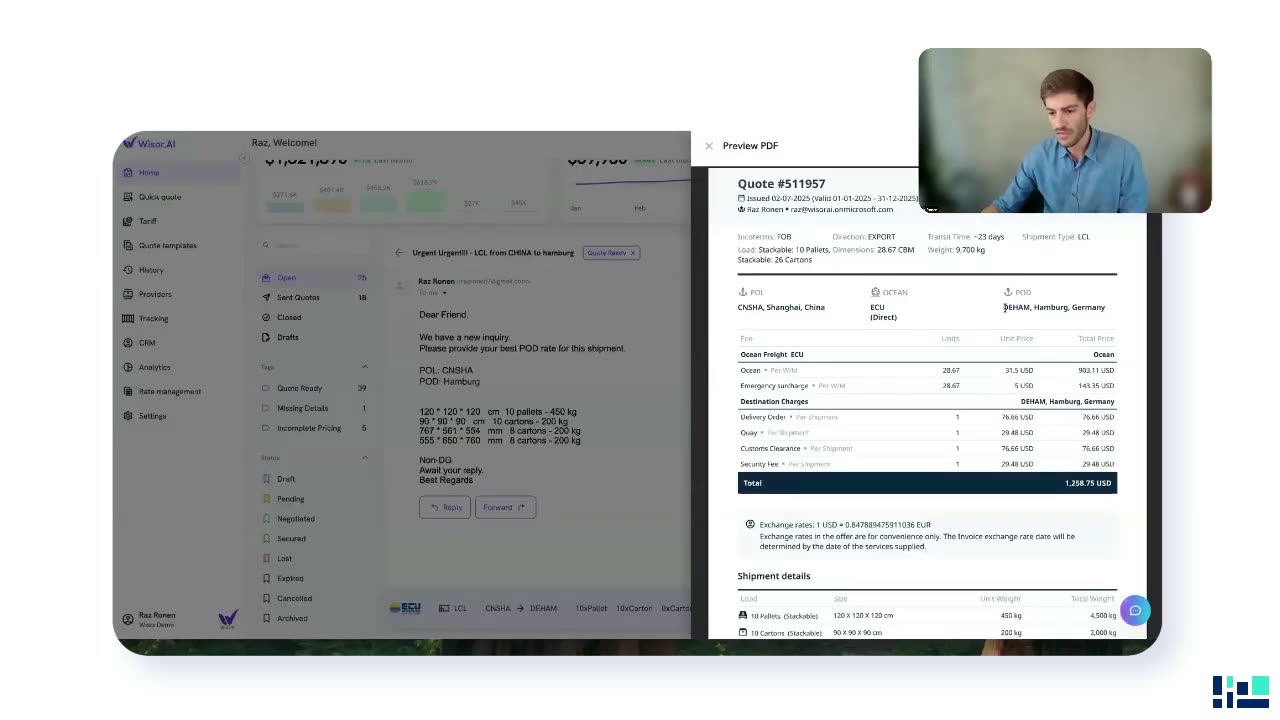 Wisor.AI
Raz, Welcome!
Home
Quick quote
Tariff
Quote templates
History
Providers
Tracking
CRM
Analytics
Rate management
Settings
Raz Ronen
Wisor Demo
Last month
$271.6K
$401.4K
$450.2K
$27K
$45K
Last month
Jan
Feb
Open 25
Sent Quotes 18
Closed
Drafts
Tags
Quote Ready 39
Missing Details 1
Incomplete Pricing 5
Status
Draft
Pending
Negotiated
Secured
Lost
Expired
Cancelled
Archived
Urgent Urgent!!! - LCL from CHINA to hamburg
Quote Ready ×
Raz Ronen
To me
Dear Friend.
We have a new inquiry.
Please provide your best POD rate for this shipment.
POL: CNSHA
POD: Hamburg
120 * 120 * 120 cm 10 pallets - 450 kg
90 * 90 * 90 cm 10 cartons - 200 kg
767 * 661 * 554 mm 8 cartons - 200 kg
555 * 650 * 760 mm 8 cartons - 200 kg
Non-DG
Await your reply.
Best Regards
Reply
Forward
ECU LCL CNSHA → DEHAM 10xPallet 10xCarton 8xCarto
Preview PDF
Quote #511957
Issued 02-07-2025 (Valid 01-01-2025 - 31-12-2025)
Raz Ronen • raz@wisorai.onmicrosoft.com
Incoterms: FOB Direction: EXPORT Transit Time: ~23 days Shipment Type: LCL
Load: Stackable: 10 Pallets, Dimensions: 28.67 CBM Weight: 9,700 kg
Stackable: 26 Cartons
POL OCEAN POD
CNSHA, Shanghai, China ECU DEHAM, Hamburg, Germany
(Direct)
Fee Units Unit Price Total Price
Ocean Freight ECU Ocean
Ocean • Per W/M 28.67 31.5 USD 903.11 USD
Emergency surcharge • Per W/M 28.67 5 USD 143.35 USD
Destination Charges DEHAM, Hamburg, Germany
Delivery Order • Per Shipment 1 76.66 USD 76.66 USD
Quay • Per Shipment 1 29.48 USD 29.48 USD
Customs Clearance • Per Shipment 1 76.66 USD 76.66 USD
Security Fee • Per Shipment 1 29.48 USD 29.48 USD
Total 1,258.75 USD
Exchange rates: 1 USD = 0.847889475911036 EUR
Exchange rates in the offer are for convenience only. The Invoice exchange rate date will be
determined by the date of the services supplied.
Shipment details
Load Size Unit Weight Total Weight
10 Pallets (Stackable) 120 X 120 X 120 cm 450 kg 4,500 kg
10 Cartons (Stackable) 90 X 90 X 90 cm 200 kg 2,000 kg